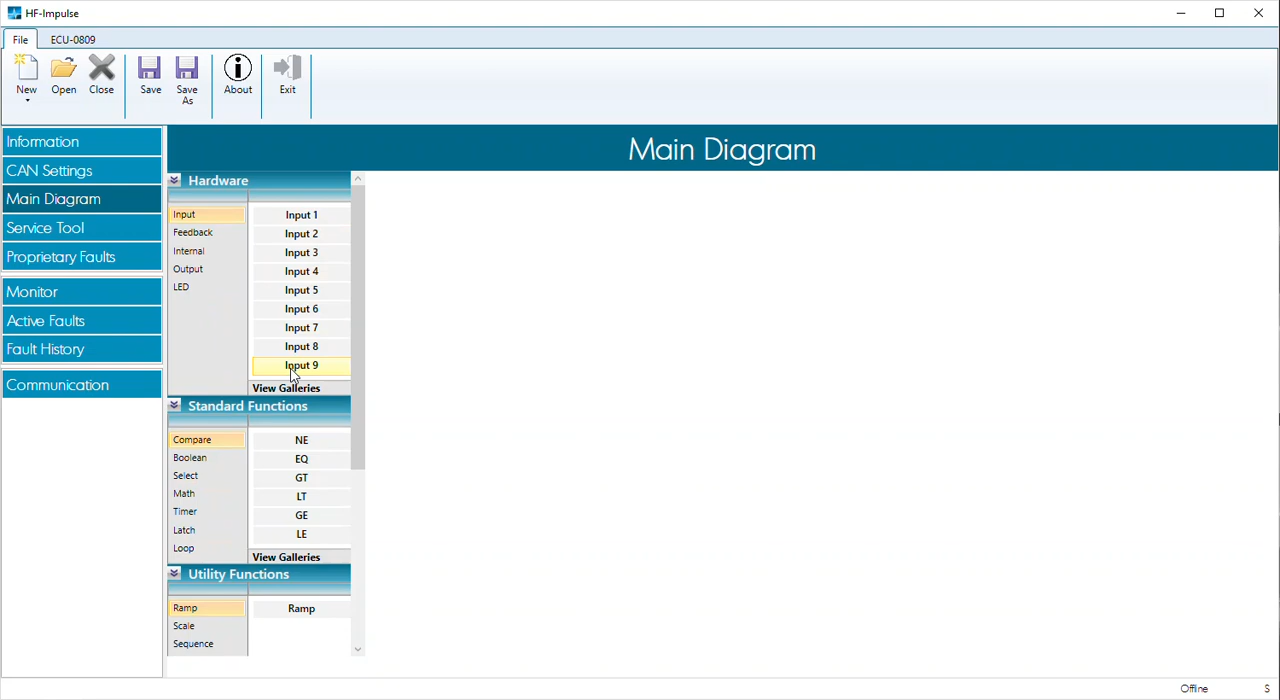 HF-Impulse
File ECU-0809
New Open Close Save Save As About Exit
Information
CAN Settings
Main Diagram
Service Tool
Proprietary Faults
Monitor
Active Faults
Fault History
Communication
Main Diagram
Hardware
Input
Feedback
Internal
Output
LED
Input 1
Input 2
Input 3
Input 4
Input 5
Input 6
Input 7
Input 8
Input 9
View Galleries
Standard Functions
Compare
Boolean
Select
Math
Timer
Latch
Loop
NE
EQ
GT
LT
GE
LE
View Galleries
Utility Functions
Ramp
Scale
Sequence
Ramp
Offline S